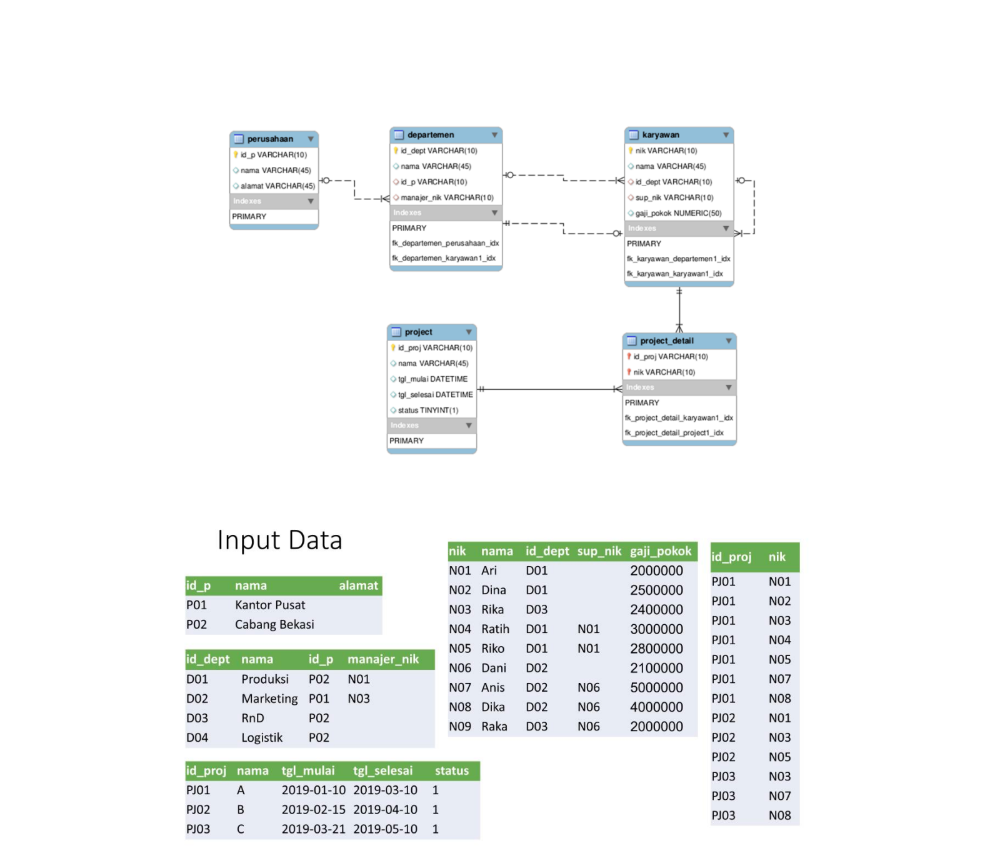 perusahaan
id_p VARCHAR(10)
nama VARCHAR(45)
alamat VARCHAR(45)
Indexes
PRIMARY
departemen
id_dept VARCHAR(10)
nama VARCHAR(45)
id_p VARCHAR(10)
manajer_nik VARCHAR(10)
Indexes
PRIMARY
fk_departemen_perusahaan_idx
fk_departemen_karyawan1_idx
karyawan
nik VARCHAR(10)
nama VARCHAR(45)
id_dept VARCHAR(10)
sup_nik VARCHAR(10)
gaji_pokok NUMERIC(50)
Indexes
PRIMARY
fk_karyawan_departemen1_idx
fk_karyawan_karyawan1_idx
project
id_proj VARCHAR(10)
nama VARCHAR(45)
tgl_mulai DATETIME
tgl_selesai DATETIME
status TINYINT(1)
Indexes
PRIMARY
project_detail
id_proj VARCHAR(10)
nik VARCHAR(10)
Indexes
PRIMARY
fk_project_detail_karyawan1_idx
fk_project_detail_project1_idx
Input Data
id_p nama alamat
P01 Kantor Pusat
P02 Cabang Bekasi
id_dept nama id_p manajer_nik
D01 Produksi P02 N01
D02 Marketing P01 N03
D03 RnD P02
D04 Logistik P02
id_proj nama tgl_mulai tgl_selesai status
PJ01 A 2019-01-10 2019-03-10 1
PJ02 B 2019-02-15 2019-04-10 1
PJ03 C 2019-03-21 2019-05-10 1
nik nama id_dept sup_nik gaji_pokok
N01 Ari D01 2000000
N02 Dina D01 2500000
N03 Rika D03 2400000
N04 Ratih D01 N01 3000000
N05 Riko D01 N01 2800000
N06 Dani D02 2100000
N07 Anis D02 N06 5000000
N08 Dika D02 N06 4000000
N09 Raka D03 N06 2000000
id_proj nik
PJ01 N01
PJ01 N02
PJ01 N03
PJ01 N04
PJ01 N05
PJ01 N07
PJ01 N08
PJ02 N01
PJ02 N03
PJ02 N05
PJ03 N03
PJ03 N07
PJ03 N08